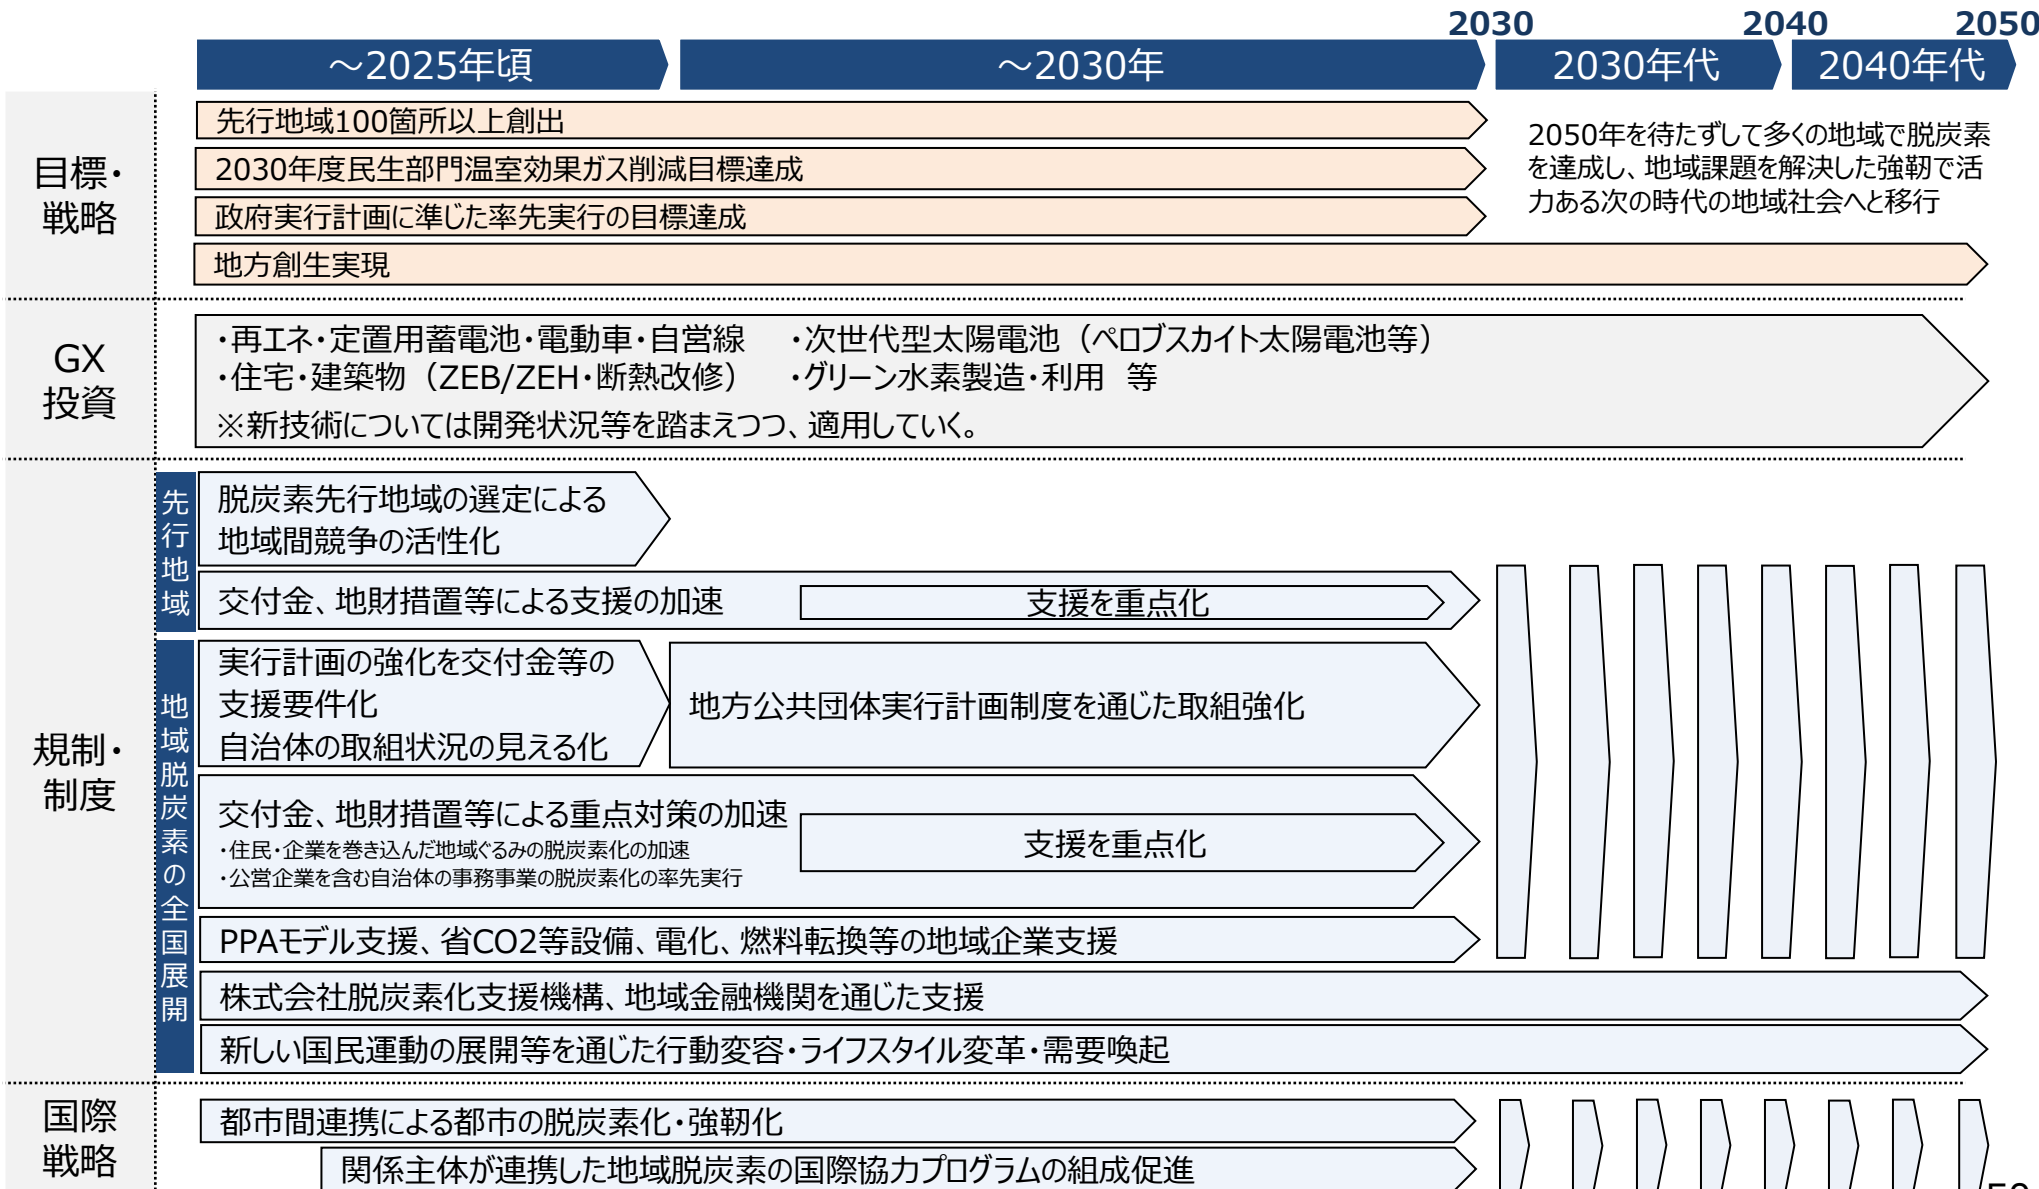 2030
2040
2050
～2025年頃
～2030年
2030年代
2040年代
目標・
戦略
先行地域100箇所以上創出
2030年度民生部門温室効果ガス削減目標達成
政府実行計画に準じた率先実行の目標達成
地方創生実現
2050年を待たずして多くの地域で脱炭素
を達成し、地域課題を解決した強靭で活
力ある次の時代の地域社会へと移行
GX
投資
・再エネ・定置用蓄電池・電動車・自営線
・次世代型太陽電池（ペロブスカイト太陽電池等）
・住宅・建築物（ZEB/ZEH・断熱改修）
・グリーン水素製造・利用　等
※新技術については開発状況等を踏まえつつ、適用していく。
規制・
制度
先行地域
脱炭素先行地域の選定による
地域間競争の活性化
交付金、地財措置等による支援の加速
支援を重点化
地域脱炭素の全国展開
実行計画の強化を交付金等の
支援要件化
自治体の取組状況の見える化
地方公共団体実行計画制度を通じた取組強化
交付金、地財措置等による重点対策の加速
・住民・企業を巻き込んだ地域ぐるみの脱炭素化の加速
・公営企業を含む自治体の事務事業の脱炭素化の率先実行
支援を重点化
PPAモデル支援、省CO2等設備、電化、燃料転換等の地域企業支援
株式会社脱炭素化支援機構、地域金融機関を通じた支援
新しい国民運動の展開等を通じた行動変容・ライフスタイル変革・需要喚起
国際
戦略
都市間連携による都市の脱炭素化・強靭化
関係主体が連携した地域脱炭素の国際協力プログラムの組成促進